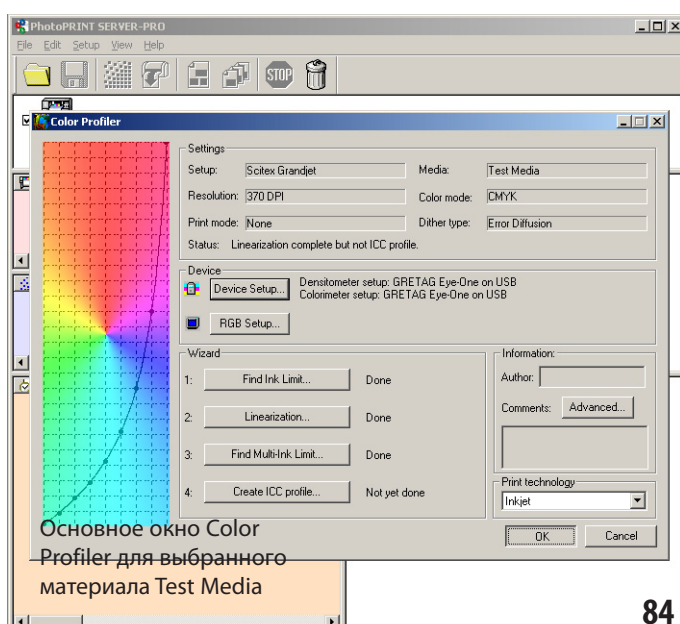 PhotoPRINT SERVER-PRO
File Edit Setup View Help
STOP
Color Profiler
Settings
Setup: Scitex Grandjet Media: Test Media
Resolution: 370 DPI Color mode: CMYK
Print mode: None Dither type: Error Diffusion
Status: Linearization complete but not ICC profile.
Device
Device Setup... Densitometer setup: GRETAG Eye-One on USB
Colorimeter setup: GRETAG Eye-One on USB
RGB Setup...
Wizard
1: Find Ink Limit... Done
2: Linearization... Done
3: Find Multi-Ink Limit... Done
4: Create ICC profile... Not yet done
Information:
Author:
Comments: Advanced...
Print technology
Inkjet
OK Cancel
Основное окно Color
Profiler для выбранного
материала Test Media
84